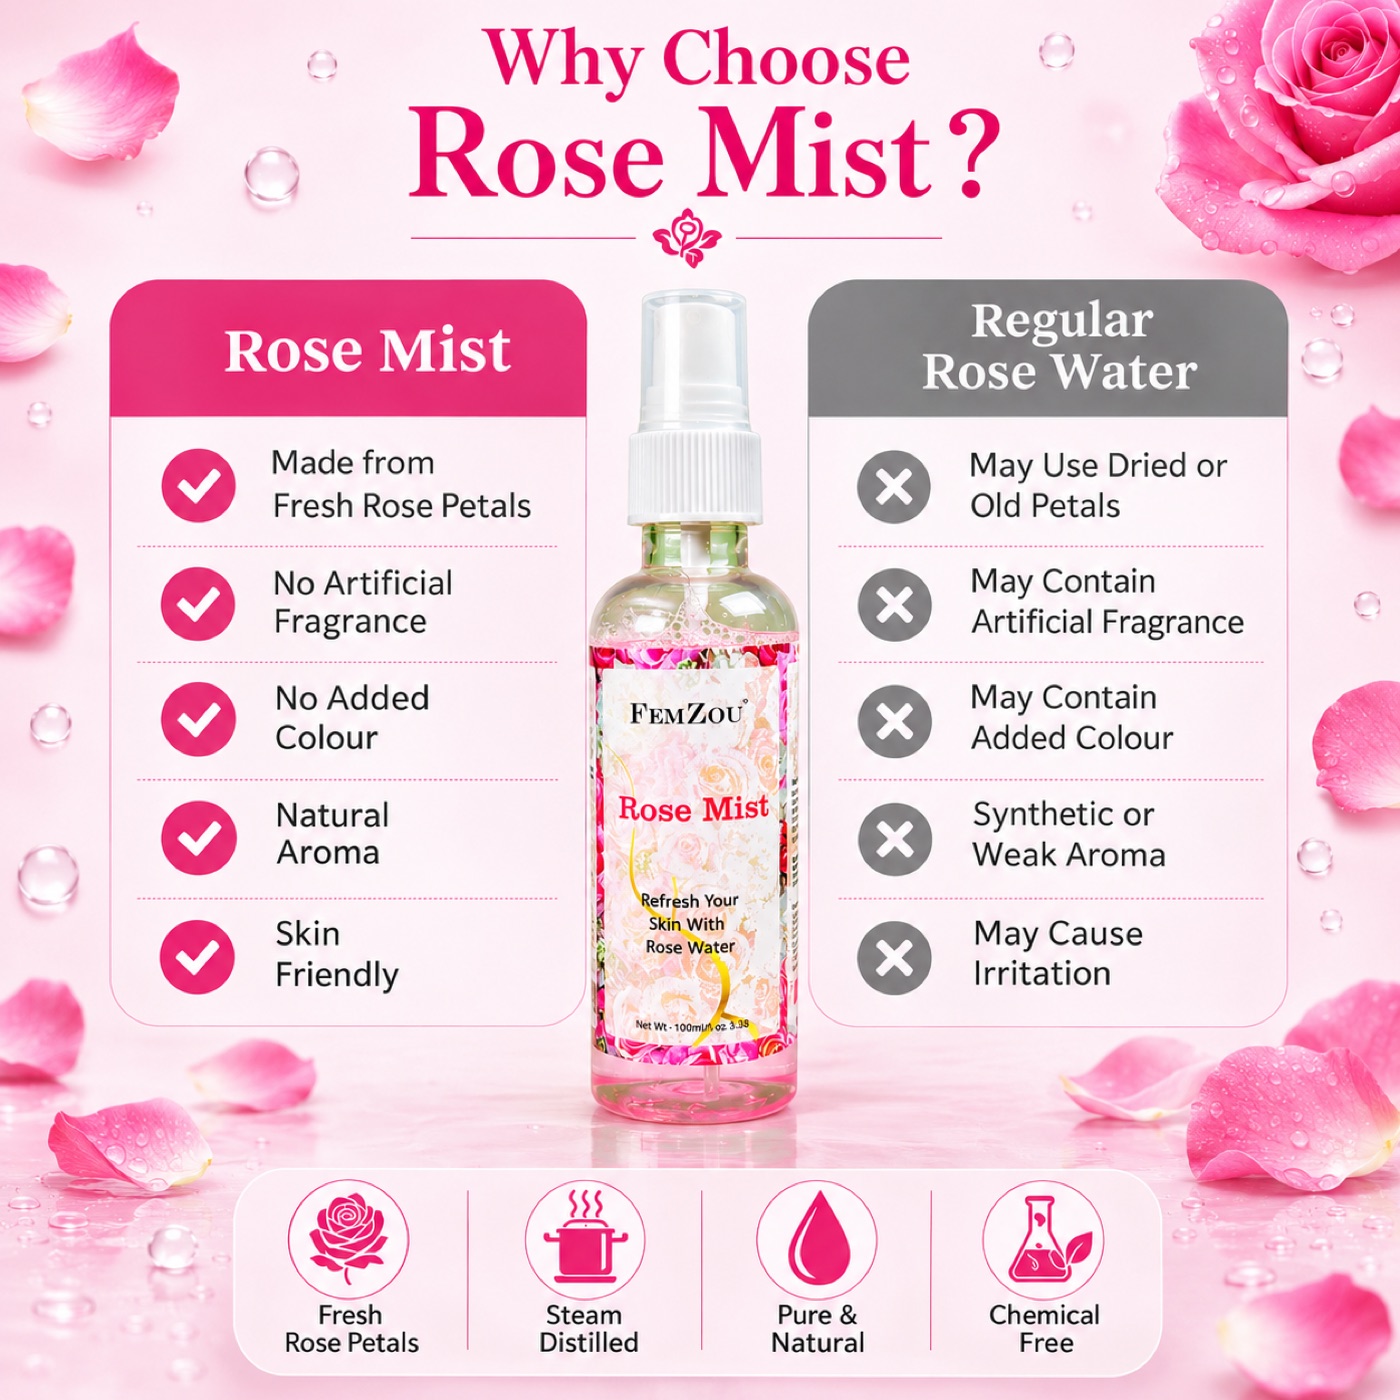 Why Choose
Rose Mist?
Rose Mist
Made from
Fresh Rose Petals
No Artificial
Fragrance
No Added
Colour
Natural
Aroma
Skin
Friendly
FEMZOU
Rose Mist
Refresh Your
Skin With
Rose Water
Net Wt - 100ml/
Regular
Rose Water
May Use Dried or
Old Petals
May Contain
Artificial Fragrance
May Contain
Added Colour
Synthetic or
Weak Aroma
May Cause
Irritation
Fresh
Rose Petals
Steam
Distilled
Pure &
Natural
Chemical
Free